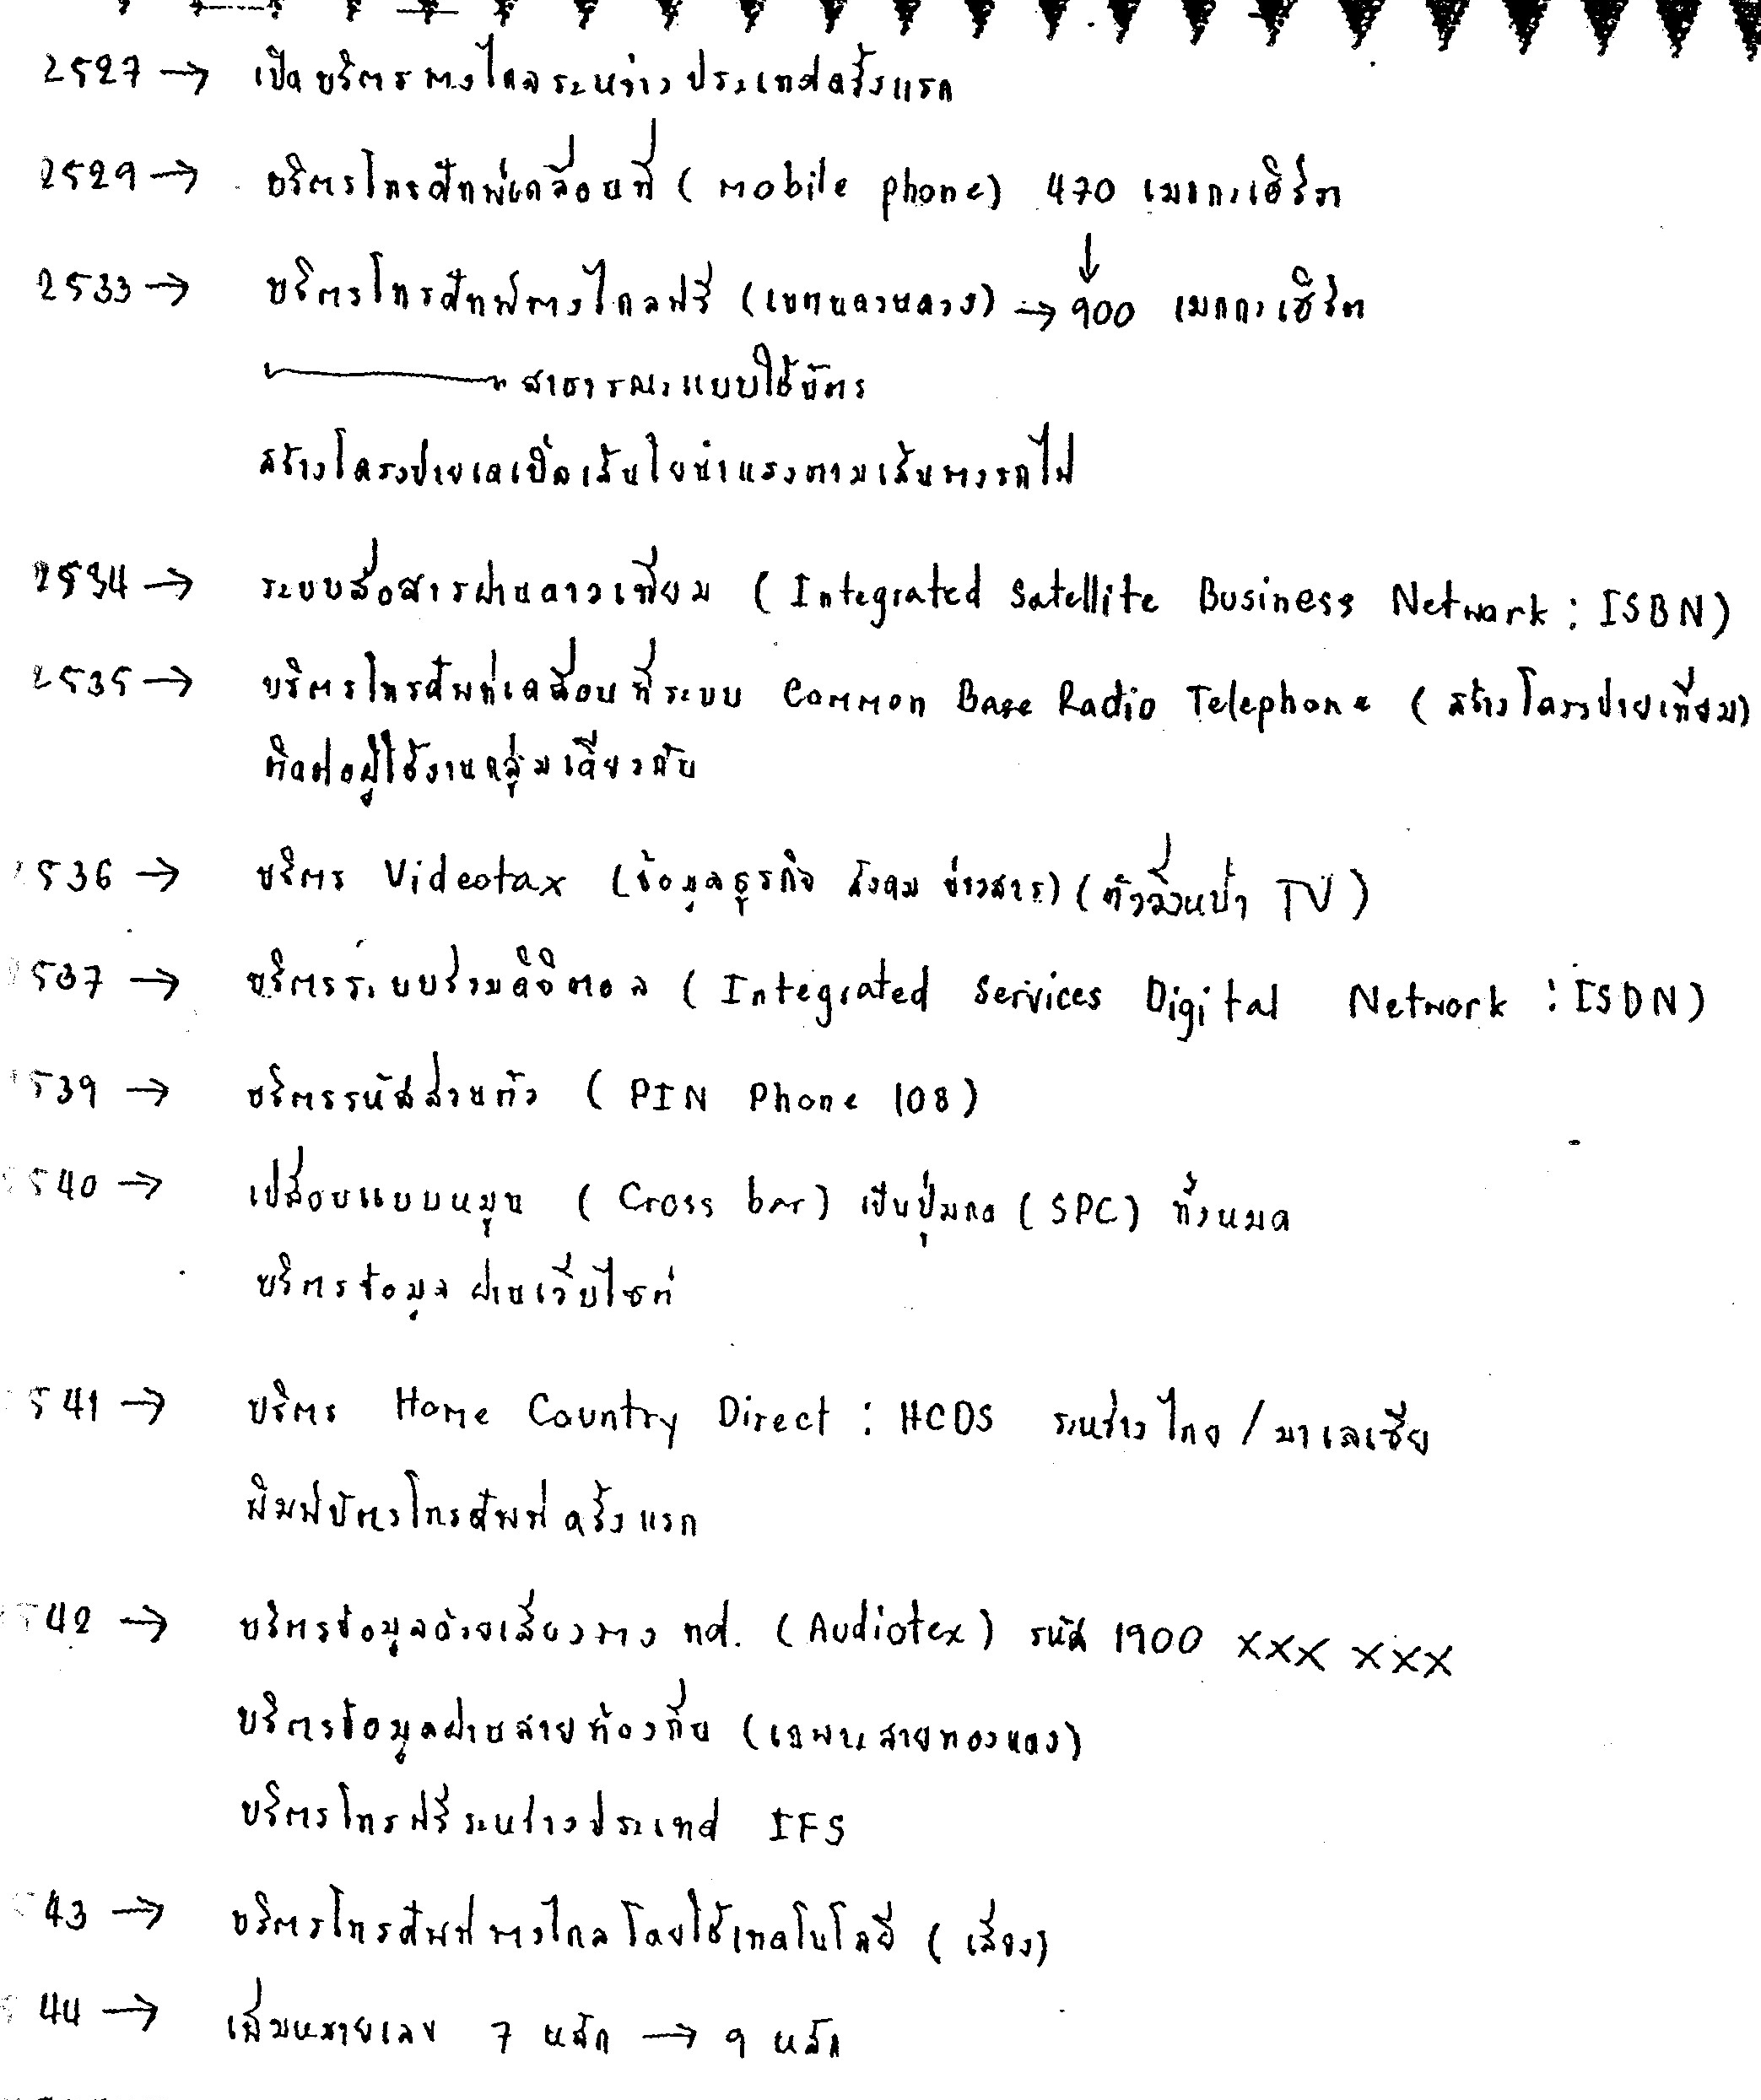 2527 → เปิดบริการทางไกลระหว่างประเทศครั้งแรก
2529 → บริการโทรศัพท์เคลื่อนที่ ( mobile phone) 470 เมกกะเฮิร์ต
↓
2533 → บริการโทรศัพท์ทางไกลฟรี (เขตนครหลวง) → 900 เมกกะเฮิร์ต
สาธารณะแบบใช้บัตร
สร้างโครงข่ายเคเบิ้ลเส้นใยนำแสงตามเส้นทางรถไฟ
2534 → ระบบสื่อสารผ่านดาวเทียม ( Integrated Satellite Business Network : ISBN)
2535 → บริการโทรศัพท์เคลื่อนที่ระบบ Common Base Radio Telephone ( สร้างโครงข่ายเทียม)
ติดต่อผู้ใช้งานกลุ่มเดียวกัน
2536 → บริการ Videotax (ข้อมูลธุรกิจ สังคม ข่าวสาร) (ตัววิ่งหน้า TV )
2537 → บริการระบบร่วมดิจิตอล ( Integrated Services Digital Network : ISDN)
2539 → บริการรหัสส่วนตัว ( PIN Phone 108 )
2540 → เปลี่ยนแบบหมุน ( Cross bar) เป็นปุ่มกด ( SPC) ทั้งหมด
บริการข้อมูลผ่านเว็บไซต์
2541 → บริการ Home Country Direct : HCDS ระหว่างไทย / มาเลเซีย
พิมพ์บัตรโทรศัพท์ครั้งแรก
2542 → บริการข้อมูลด้วยเสียงทาง ทศ. ( Audiotex ) รหัส 1900 xxx xxx
บริการข้อมูลผ่านสายท้องถิ่น (เฉพาะสายทองแดง)
บริการโทรฟรีระหว่างประเทศ IFS
2543 → บริการโทรศัพท์ทางไกลโดยใช้เทคโนโลยี ( เสียง)
2544 → เพิ่มหมายเลข 7 หลัก → 9 หลัก